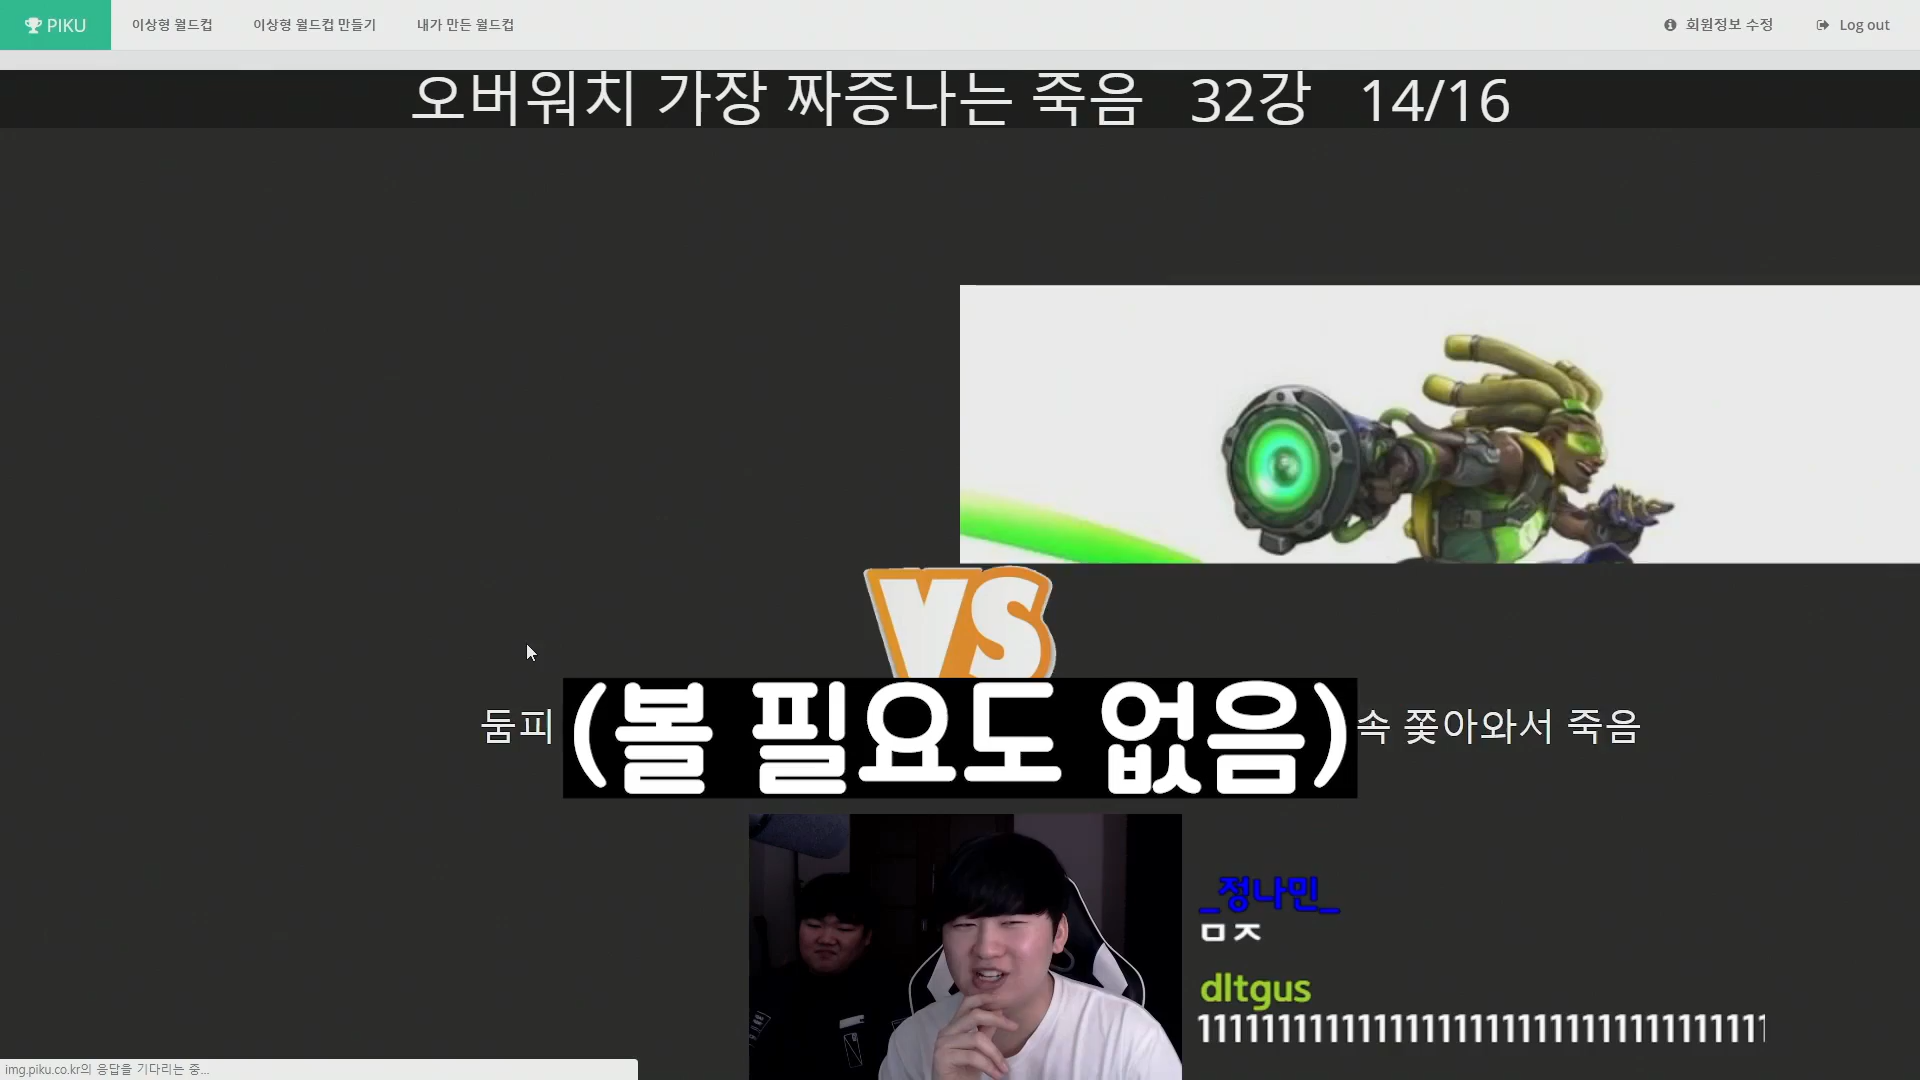 PIKU
이상형 월드컵
이상형 월드컵 만들기
내가 만든 월드컵
회원정보 수정
Log out
오버워치 가장 짜증나는 죽음 32강 14/16
VS
둠피
(볼 필요도 없음)
속 쫓아와서 죽음
_정나민_
ㅁㅈ
dltgus
img.piku.co.kr의 응답을 기다리는 중...